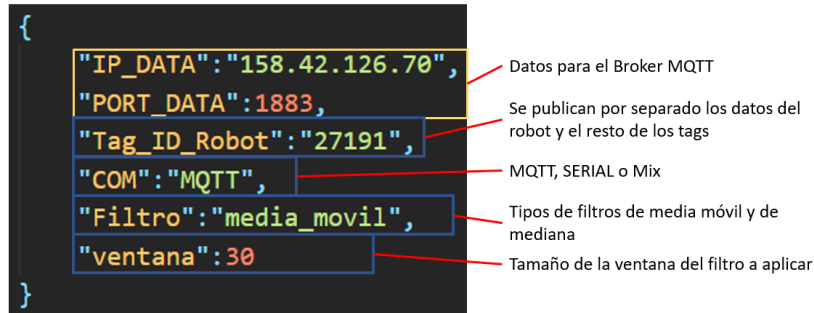 {
"IP_DATA":"158.42.126.70",
"PORT_DATA":1883,
"Tag_ID_Robot":"27191",
"COM":"MQTT",
"Filtro":"media_movil",
"ventana":30
}
Datos para el Broker MQTT
Se publican por separado los datos del
robot y el resto de los tags
MQTT, SERIAL o Mix
Tipos de filtros de media móvil y de
mediana
Tamaño de la ventana del filtro a aplicar